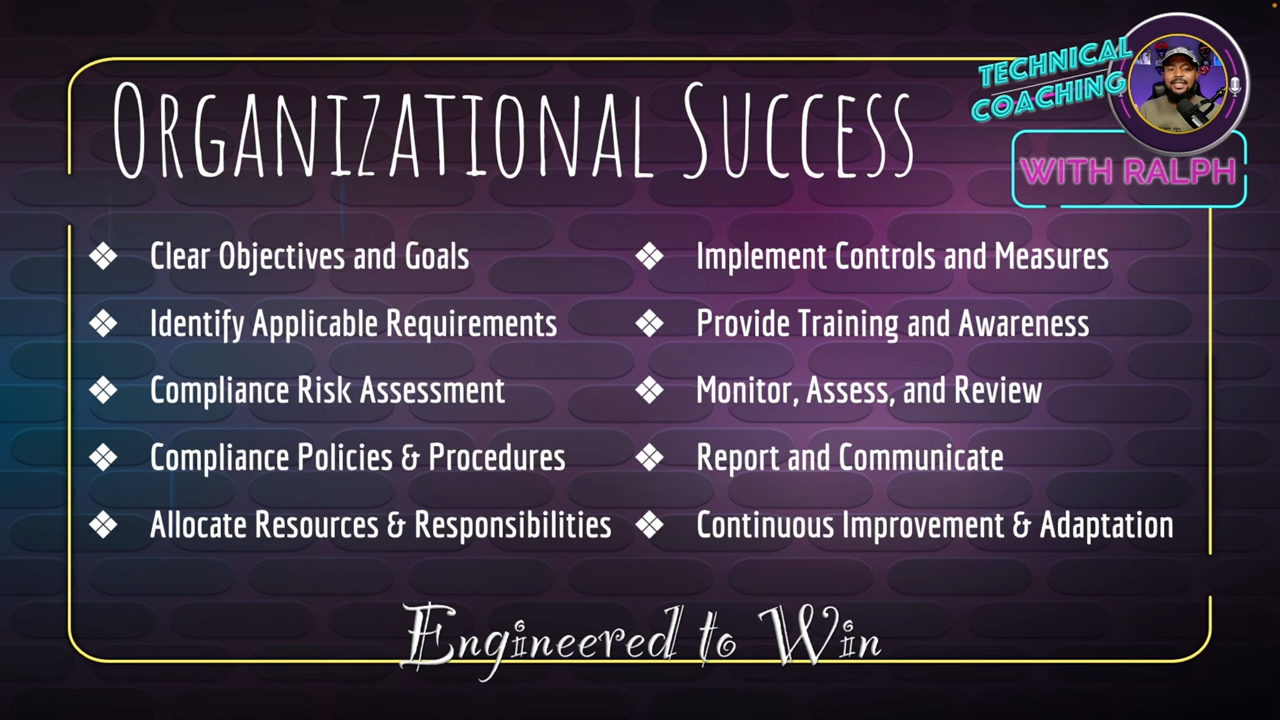 Organizational Success
TECHNICAL
COACHING
WITH RALPH
❖ Clear Objectives and Goals
❖ Identify Applicable Requirements
❖ Compliance Risk Assessment
❖ Compliance Policies & Procedures
❖ Allocate Resources & Responsibilities
❖ Implement Controls and Measures
❖ Provide Training and Awareness
❖ Monitor, Assess, and Review
❖ Report and Communicate
❖ Continuous Improvement & Adaptation
Engineered to Win